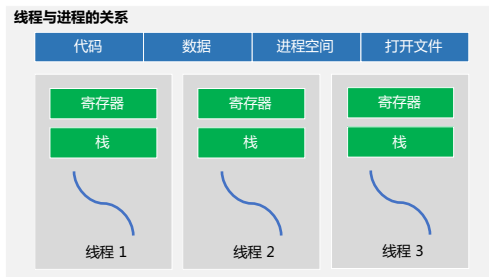 线程与进程的关系
代码 数据 进程空间 打开文件
寄存器 寄存器 寄存器
栈 栈 栈
线程 1 线程 2 线程 3